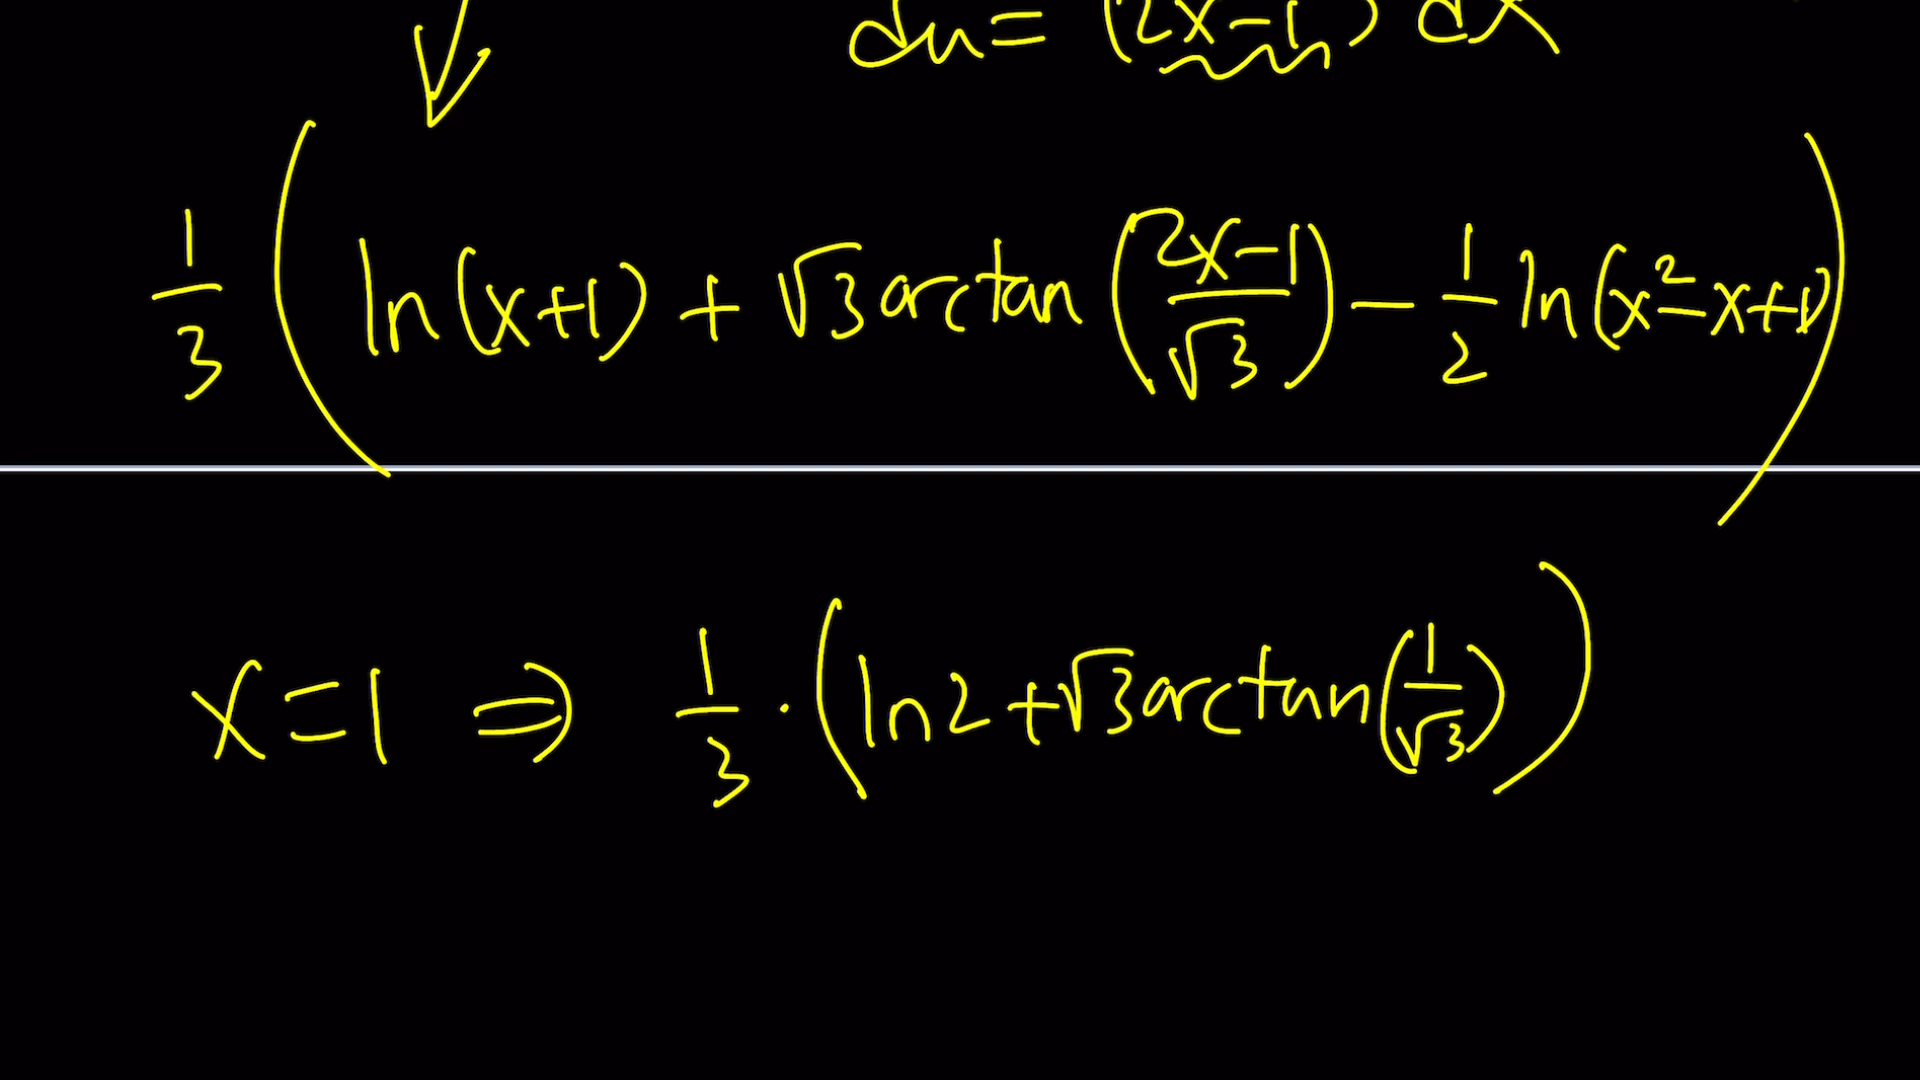 du = (2x-1) dx
1/3 ( ln(x+1) + √3 arctan ( (2x-1)/√3 ) - 1/2 ln(x²-x+1) )
x=1 ⇒ 1/3 · ( ln2 + √3 arctan ( 1/√3 ) )